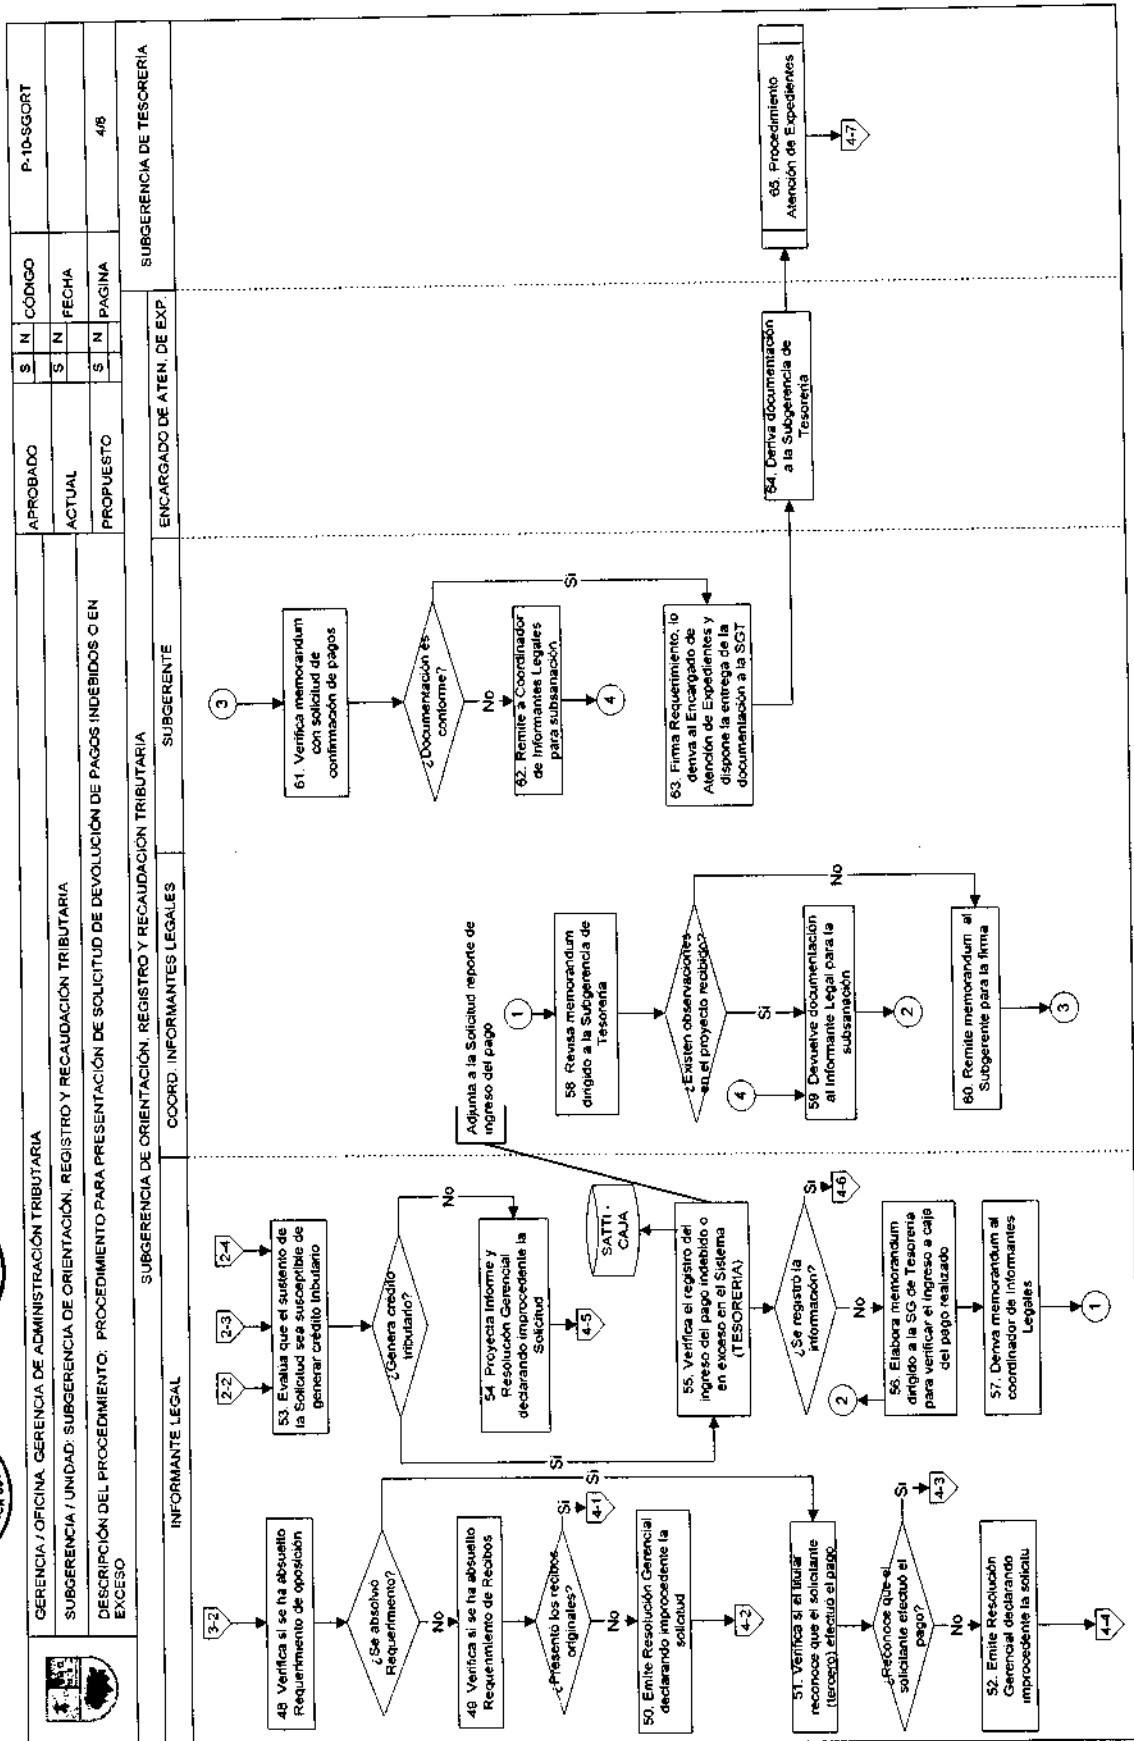 GERENCIA / OFICINA. GERENCIA DE ADMINISTRACIÓN TRIBUTARIA
APROBADO
S N
CÓDIGO
P-10-SGORT
SUBGERENCIA / UNIDAD: SUBGERENCIA DE ORIENTACIÓN, REGISTRO Y RECAUDACIÓN TRIBUTARIA
ACTUAL
S N
FECHA
DESCRIPCIÓN DEL PROCEDIMIENTO: PROCEDIMIENTO PARA PRESENTACIÓN DE SOLICITUD DE DEVOLUCIÓN DE PAGOS INDEBIDOS O EN
EXCESO
PROPUESTO
S N
PAGINA
4/8
SUBGERENCIA DE ORIENTACIÓN, REGISTRO Y RECAUDACIÓN TRIBUTARIA
SUBGERENCIA DE TESORERÍA
INFORMANTE LEGAL
COORD. INFORMANTES LEGALES
SUBGERENTE
ENCARGADO DE ATEN. DE EXP.
3-2
48 Verifica si se ha absuelto
Requerimiento de oposición
¿Se absolvió
Requerimiento?
Si
No
49 Verifica si se ha absuelto
Requerimiento de Recibos
¿Presentó los recibos
originales?
Si
4-1
No
50. Emite Resolución Gerencial
declarando improcedente la
solicitud
4-2
51. Verifica si el titular
reconoce que el solicitante
(tercero) efectuó el pago
¿Reconoce que el
solicitante efectuó el
pago?
Si
4-3
No
52. Emite Resolución
Gerencial declarando
improcedente la solicitu
4-4
2-2
2-3
2-4
53. Evalúa que el sustento de
la Solicitud sea susceptible de
generar crédito tributario
¿Genera crédito
tributario?
No
Si
54. Proyecta Informe y
Resolución Gerencial
declarando improcedente la
Solicitud
4-5
SATTI -
CAJA
Adjunta a la Solicitud reporte de
ingreso del pago
55. Verifica el registro del
ingreso del pago indebido o
en exceso en el Sistema
(TESORERIA)
¿Se registró la
información?
Si
4-6
No
2
56. Elabora memorandum
dirigido a la SG de Tesoreria
para verificar el ingreso a caja
del pago realizado
57. Deriva memorandum al
coordinador de Informantes
Legales
1
1
58 Revisa memorandum
dirigido a la Subgerencia de
Tesoreria
¿Existen observaciones
en el proyecto recibido?
No
Si
4
59 Devuelve documentación
al Informante Legal para la
subsanación
2
60. Remite memorandum al
Subgerente para la firma
3
3
61. Verifica memorandum
con solicitud de
confirmación de pagos
¿Documentación es
conforme?
Si
No
62. Remite a Coordinador
de Informantes Legales
para subsanación
4
63. Firma Requerimiento, lo
deriva al Encargado de
Atención de Expedientes y
dispone la entrega de la
documentación a la SGT
64. Deriva documentación
a la Subgerencia de
Tesoreria
65. Procedimiento
Atención de Expedientes
4-7